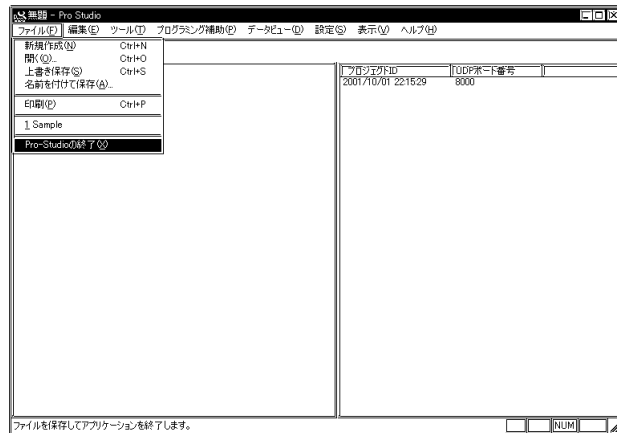 無題 - Pro Studio
ファイル(F) 編集(E) ツール(T) プログラミング補助(P) データビュー(D) 設定(S) 表示(V) ヘルプ(H)
新規作成(N) Ctrl+N
開く(O)... Ctrl+O
上書き保存(S) Ctrl+S
名前を付けて保存(A)...
印刷(P) Ctrl+P
1 Sample
Pro-Studioの終了(X)
プロジェクトID UDPポート番号
2001/10/01 22:15:29 8000
ファイルを保存してアプリケーションを終了します。 NUM